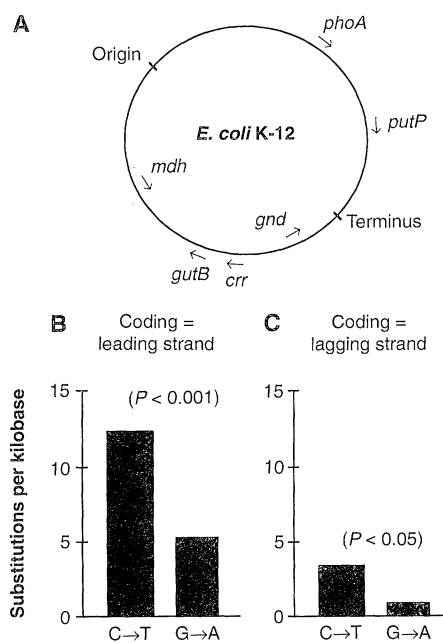 A
phoA
Origin
E. coli K-12
putP
mdh
gnd
Terminus
gutB
crr
B
Coding =
leading strand
C
Coding =
lagging strand
Substitutions per kilobase
15
10
5
0
(P < 0.001)
C→T
G→A
15
10
5
0
(P < 0.05)
C→T
G→A